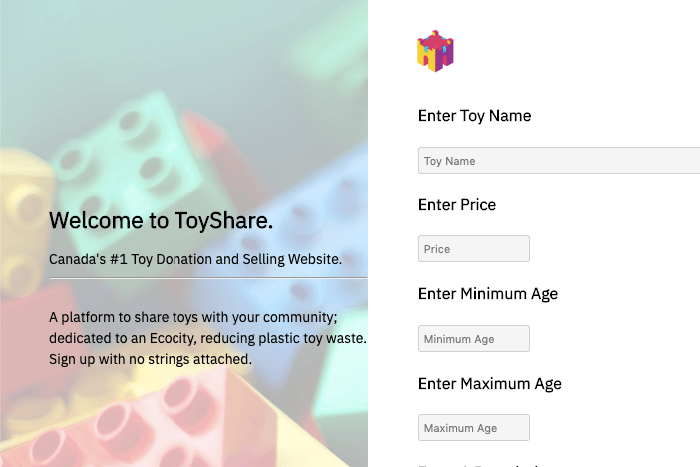 Welcome to ToyShare.
Canada's #1 Toy Donation and Selling Website.
A platform to share toys with your community;
dedicated to an Ecocity, reducing plastic toy waste.
Sign up with no strings attached.
Enter Toy Name
Toy Name
Enter Price
Price
Enter Minimum Age
Minimum Age
Enter Maximum Age
Maximum Age